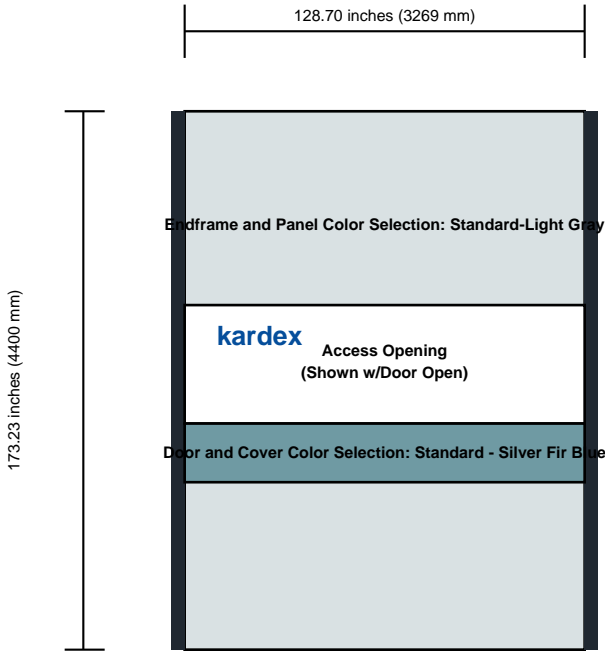 128.70 inches (3269 mm)
Endframe and Panel Color Selection: Standard-Light Gray
173.23 inches (4400 mm)
kardex
Access Opening
(Shown w/Door Open)
Door and Cover Color Selection: Standard - Silver Fir Blue